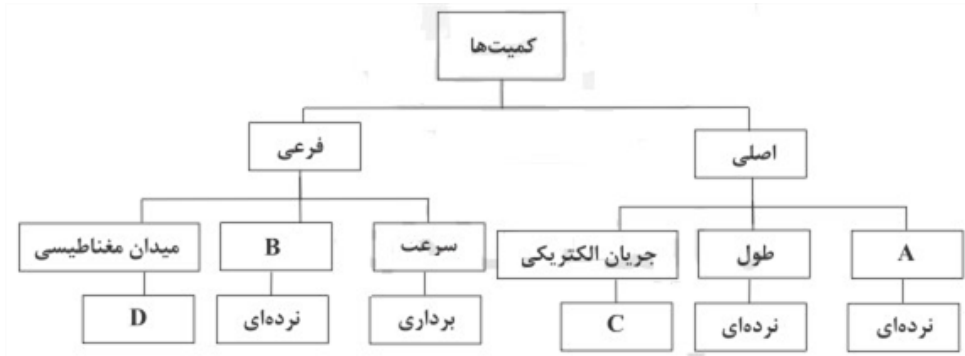 کمیت‌ها
اصلی
فرعی
A
طول
جریان الکتریکی
سرعت
B
میدان مغناطیسی
نرده‌ای
نرده‌ای
C
برداری
نرده‌ای
D